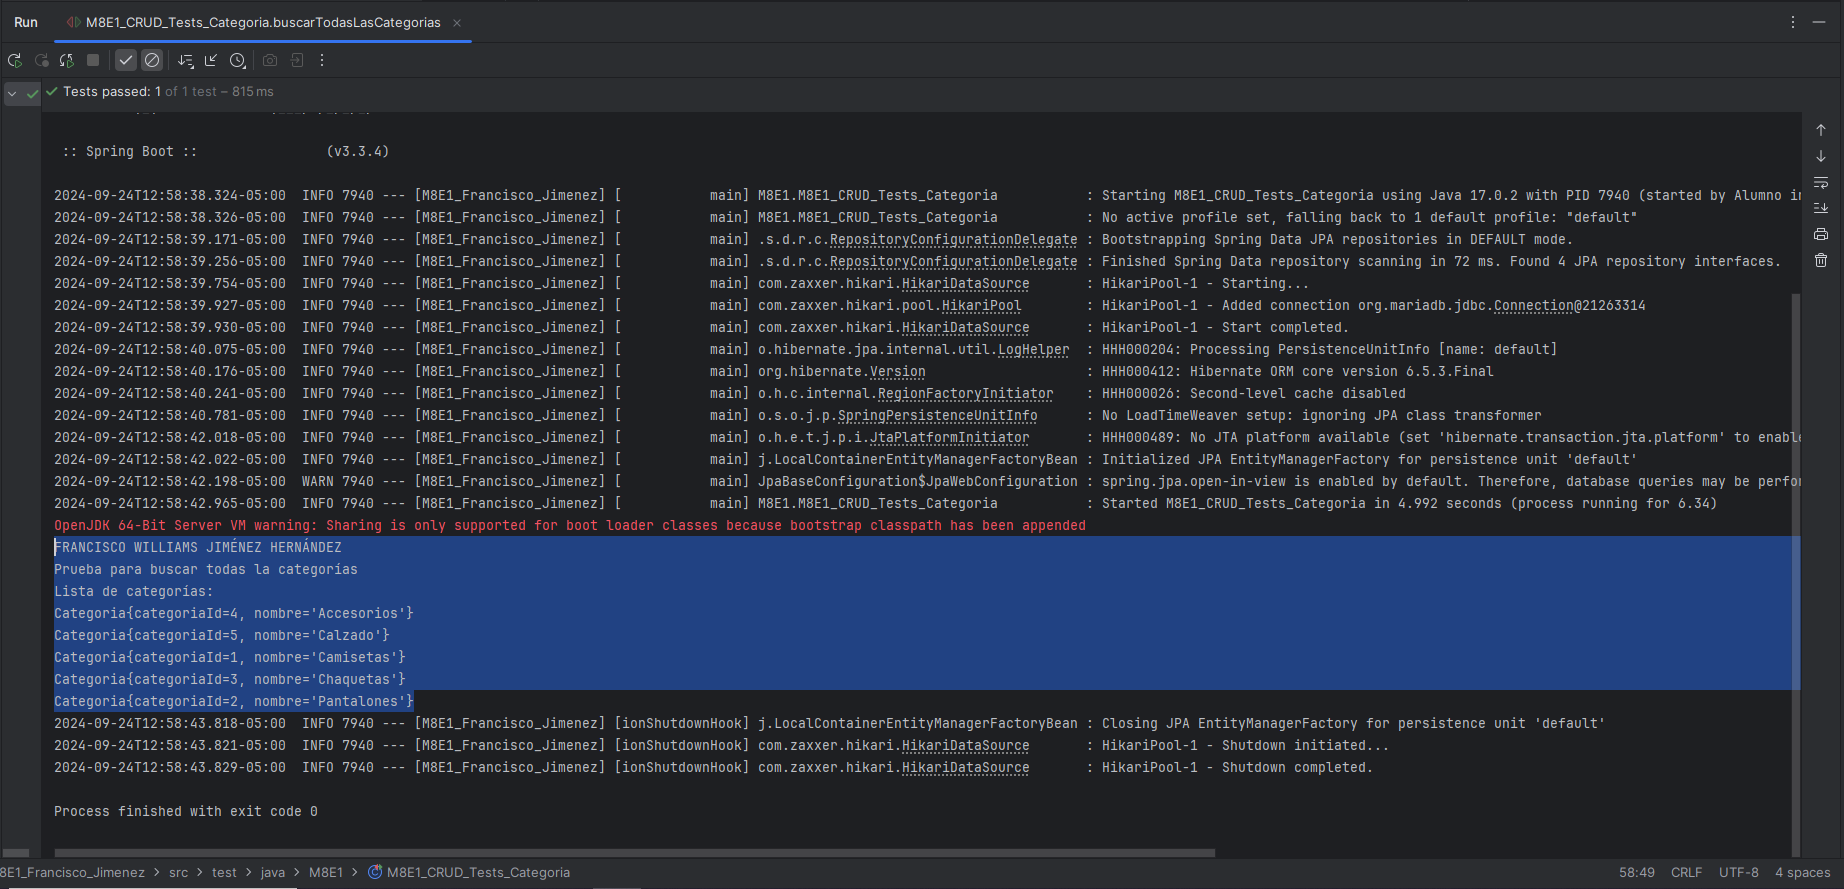 Run M8E1_CRUD_Tests_Categoria.buscarTodasLasCategorias
Tests passed: 1 of 1 test – 815 ms
:: Spring Boot :: (v3.3.4)
2024-09-24T12:58:38.324-05:00 INFO 7940 --- [M8E1_Francisco_Jimenez] [ main] M8E1.M8E1_CRUD_Tests_Categoria : Starting M8E1_CRUD_Tests_Categoria using Java 17.0.2 with PID 7940 (started by Alumno in
2024-09-24T12:58:38.326-05:00 INFO 7940 --- [M8E1_Francisco_Jimenez] [ main] M8E1.M8E1_CRUD_Tests_Categoria : No active profile set, falling back to 1 default profile: "default"
2024-09-24T12:58:39.171-05:00 INFO 7940 --- [M8E1_Francisco_Jimenez] [ main] .s.d.r.c.RepositoryConfigurationDelegate : Bootstrapping Spring Data JPA repositories in DEFAULT mode.
2024-09-24T12:58:39.256-05:00 INFO 7940 --- [M8E1_Francisco_Jimenez] [ main] .s.d.r.c.RepositoryConfigurationDelegate : Finished Spring Data repository scanning in 72 ms. Found 4 JPA repository interfaces.
2024-09-24T12:58:39.754-05:00 INFO 7940 --- [M8E1_Francisco_Jimenez] [ main] com.zaxxer.hikari.HikariDataSource : HikariPool-1 - Starting...
2024-09-24T12:58:39.927-05:00 INFO 7940 --- [M8E1_Francisco_Jimenez] [ main] com.zaxxer.hikari.pool.HikariPool : HikariPool-1 - Added connection org.mariadb.jdbc.Connection@21263314
2024-09-24T12:58:39.930-05:00 INFO 7940 --- [M8E1_Francisco_Jimenez] [ main] com.zaxxer.hikari.HikariDataSource : HikariPool-1 - Start completed.
2024-09-24T12:58:40.075-05:00 INFO 7940 --- [M8E1_Francisco_Jimenez] [ main] o.hibernate.jpa.internal.util.LogHelper : HHH000204: Processing PersistenceUnitInfo [name: default]
2024-09-24T12:58:40.176-05:00 INFO 7940 --- [M8E1_Francisco_Jimenez] [ main] org.hibernate.Version : HHH000412: Hibernate ORM core version 6.5.3.Final
2024-09-24T12:58:40.241-05:00 INFO 7940 --- [M8E1_Francisco_Jimenez] [ main] o.h.c.internal.RegionFactoryInitiator : HHH000026: Second-level cache disabled
2024-09-24T12:58:40.781-05:00 INFO 7940 --- [M8E1_Francisco_Jimenez] [ main] o.s.o.j.p.SpringPersistenceUnitInfo : No LoadTimeWeaver setup: ignoring JPA class transformer
2024-09-24T12:58:42.018-05:00 INFO 7940 --- [M8E1_Francisco_Jimenez] [ main] o.h.e.t.j.p.i.JtaPlatformInitiator : HHH000489: No JTA platform available (set 'hibernate.transaction.jta.platform' to enable
2024-09-24T12:58:42.022-05:00 INFO 7940 --- [M8E1_Francisco_Jimenez] [ main] j.LocalContainerEntityManagerFactoryBean : Initialized JPA EntityManagerFactory for persistence unit 'default'
2024-09-24T12:58:42.198-05:00 WARN 7940 --- [M8E1_Francisco_Jimenez] [ main] JpaBaseConfiguration$JpaWebConfiguration : spring.jpa.open-in-view is enabled by default. Therefore, database queries may be perfo
2024-09-24T12:58:42.965-05:00 INFO 7940 --- [M8E1_Francisco_Jimenez] [ main] M8E1.M8E1_CRUD_Tests_Categoria : Started M8E1_CRUD_Tests_Categoria in 4.992 seconds (process running for 6.34)
OpenJDK 64-Bit Server VM warning: Sharing is only supported for boot loader classes because bootstrap classpath has been appended
FRANCISCO WILLIAMS JIMÉNEZ HERNÁNDEZ
Prueba para buscar todas la categorías
Lista de categorías:
Categoria{categoriaId=4, nombre='Accesorios'}
Categoria{categoriaId=5, nombre='Calzado'}
Categoria{categoriaId=1, nombre='Camisetas'}
Categoria{categoriaId=3, nombre='Chaquetas'}
Categoria{categoriaId=2, nombre='Pantalones'}
2024-09-24T12:58:43.818-05:00 INFO 7940 --- [M8E1_Francisco_Jimenez] [ionShutdownHook] j.LocalContainerEntityManagerFactoryBean : Closing JPA EntityManagerFactory for persistence unit 'default'
2024-09-24T12:58:43.821-05:00 INFO 7940 --- [M8E1_Francisco_Jimenez] [ionShutdownHook] com.zaxxer.hikari.HikariDataSource : HikariPool-1 - Shutdown initiated...
2024-09-24T12:58:43.829-05:00 INFO 7940 --- [M8E1_Francisco_Jimenez] [ionShutdownHook] com.zaxxer.hikari.HikariDataSource : HikariPool-1 - Shutdown completed.
Process finished with exit code 0
8E1_Francisco_Jimenez > src > test > java > M8E1 > M8E1_CRUD_Tests_Categoria 58:49 CRLF UTF-8 4 spaces